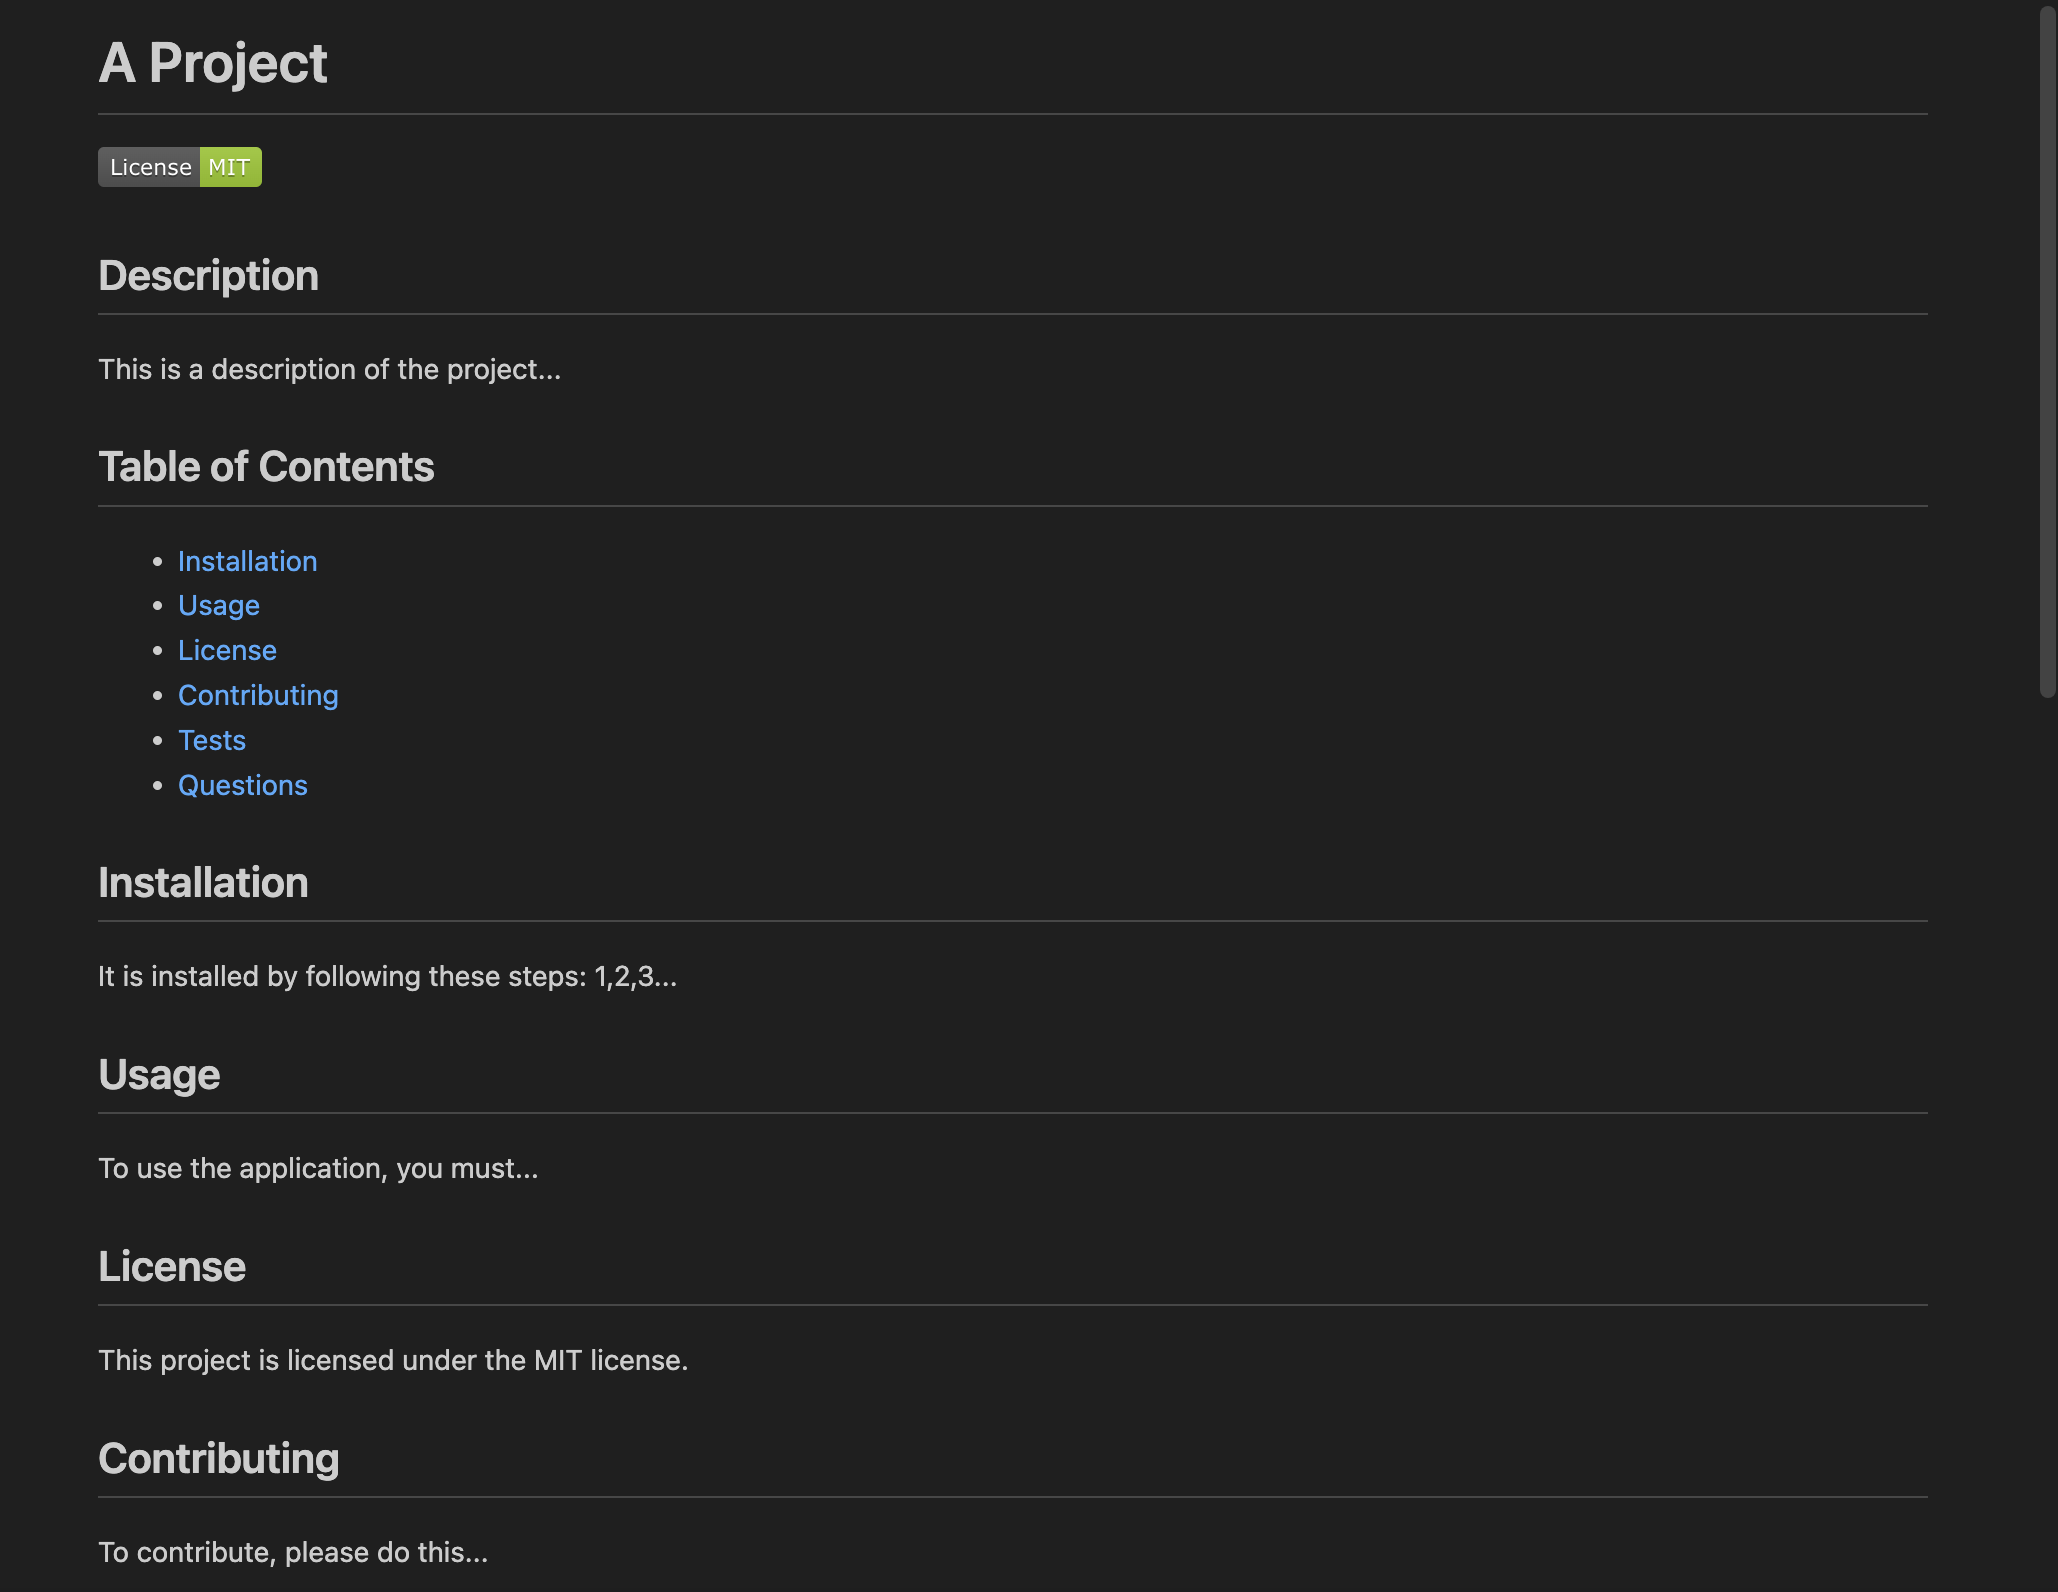 A Project
License MIT
Description
This is a description of the project...
Table of Contents
Installation
Usage
License
Contributing
Tests
Questions
Installation
It is installed by following these steps: 1,2,3...
Usage
To use the application, you must...
License
This project is licensed under the MIT license.
Contributing
To contribute, please do this...